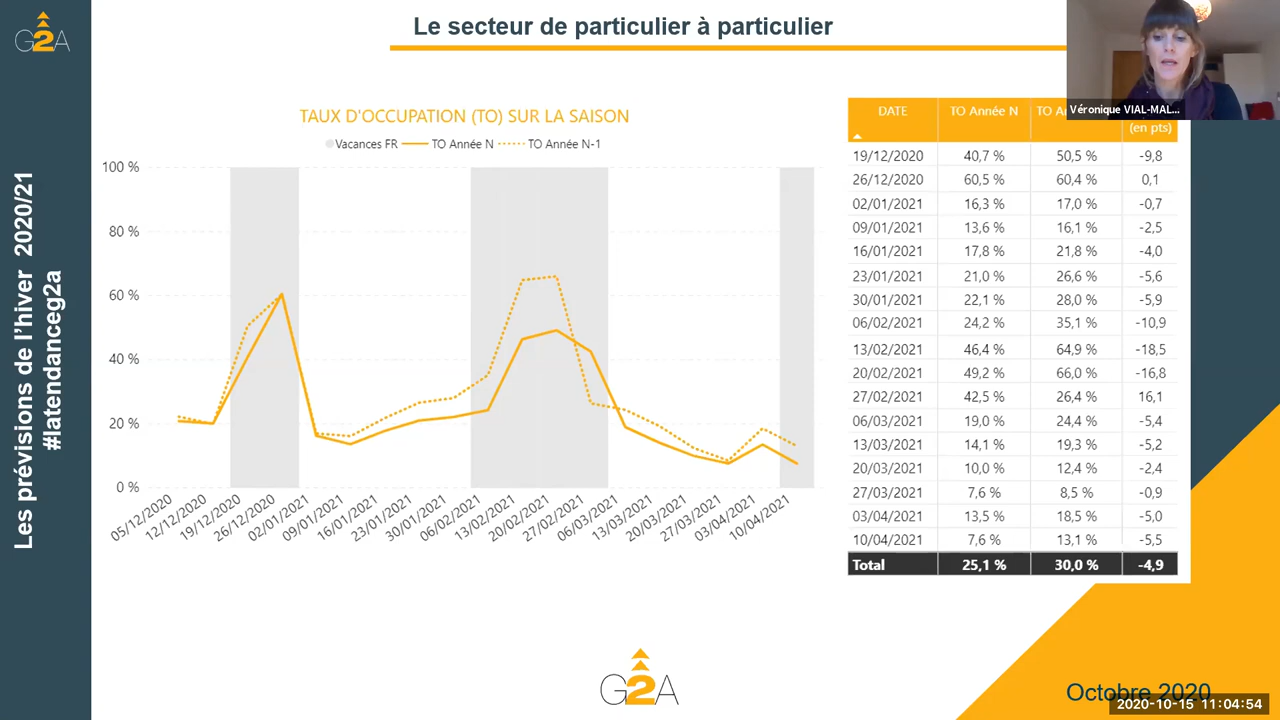 G2A
Le secteur de particulier à particulier
Véronique VIAL-MAL...
Les prévisions de l'hiver 2020/21
#latendanceg2a
TAUX D'OCCUPATION (TO) SUR LA SAISON
Vacances FR TO Année N TO Année N-1
100 %
80 %
60 %
40 %
20 %
0 %
05/12/2020 12/12/2020 19/12/2020 26/12/2020 02/01/2021 09/01/2021 16/01/2021 23/01/2021 30/01/2021 06/02/2021 13/02/2021 20/02/2021 27/02/2021 06/03/2021 13/03/2021 20/03/2021 27/03/2021 03/04/2021 10/04/2021
DATE TO Année N TO
(en pts)
19/12/2020 40,7 % 50,5 % -9,8
26/12/2020 60,5 % 60,4 % 0,1
02/01/2021 16,3 % 17,0 % -0,7
09/01/2021 13,6 % 16,1 % -2,5
16/01/2021 17,8 % 21,8 % -4,0
23/01/2021 21,0 % 26,6 % -5,6
30/01/2021 22,1 % 28,0 % -5,9
06/02/2021 24,2 % 35,1 % -10,9
13/02/2021 46,4 % 64,9 % -18,5
20/02/2021 49,2 % 66,0 % -16,8
27/02/2021 42,5 % 26,4 % 16,1
06/03/2021 19,0 % 24,4 % -5,4
13/03/2021 14,1 % 19,3 % -5,2
20/03/2021 10,0 % 12,4 % -2,4
27/03/2021 7,6 % 8,5 % -0,9
03/04/2021 13,5 % 18,5 % -5,0
10/04/2021 7,6 % 13,1 % -5,5
Total 25,1 % 30,0 % -4,9
G2A
Octobre 2020
2020-10-15 11:04:54